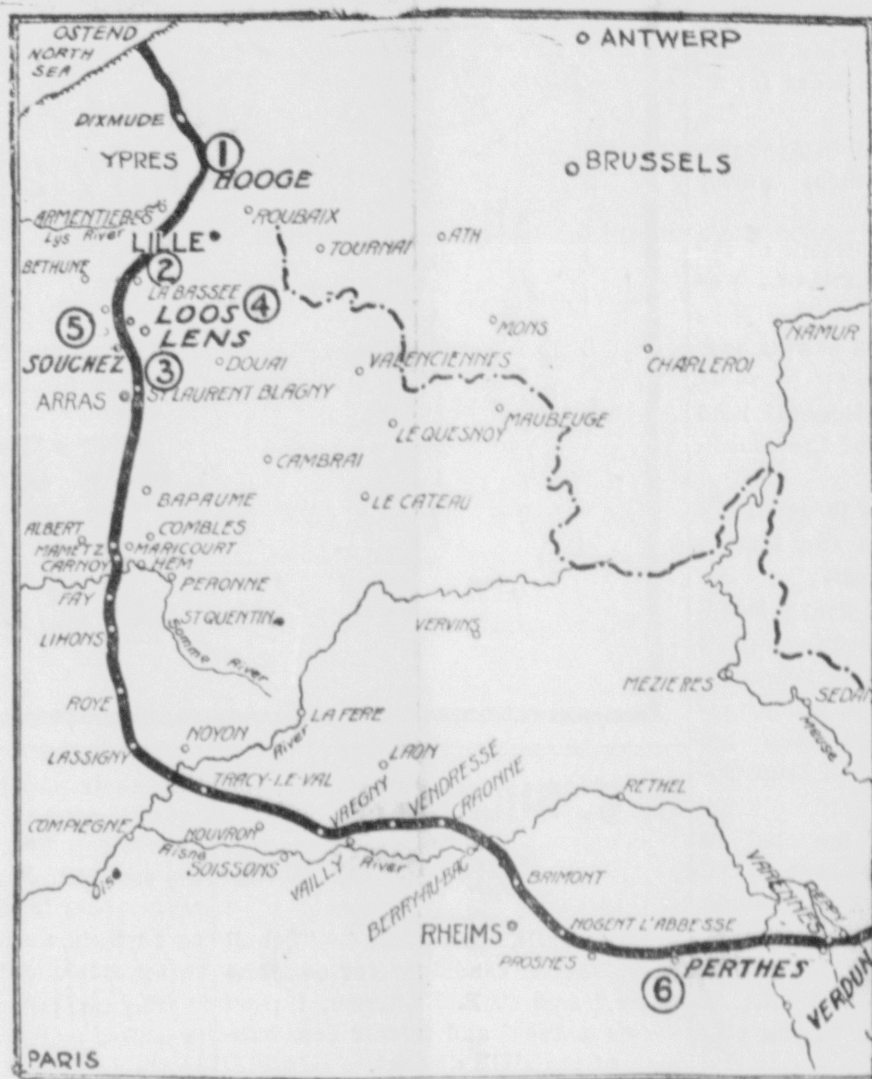 OSTEND
NORTH SEA
ANTWERP
DIXMUDE
YPRES
1
HOOGE
BRUSSELS
ARMENTIERES
ROUBAIX
Lys River
LILLE
TOURNAI
ATH
BETHUNE
2
LA BASSEE
5
LOOS
4
LENS
MONS
NAMUR
SOUCHEZ
3
DOUAI
VALENCIENNES
CHARLEROI
ARRAS
ST LAURENT BLAGNY
LE QUESNOY
MAUBEUGE
CAMBRAI
BAPAUME
LE CATEAU
ALBERT
COMBLES
MAMETZ
MARICOURT
CARNOY
HEM
FAY
PERONNE
ST QUENTIN
LIHONS
Somme River
VERVINS
ROYE
MEZIERES
SEDAN
NOYON
LA FERE
River
Meuse
LASSIGNY
LAON
TRACY-LE-VAL
VREGNY
VENDRESSE
CRAONNE
RETHEL
COMPIEGNE
NOUVRON
Aisne
River
SOISSONS
VAILLY
BERRY-AU-BAC
Oise
BRIMONT
VARENNES
RHEIMS
NOGENT L'ABBESSE
PROSNES
PERTHES
6
VERDUN
PARIS